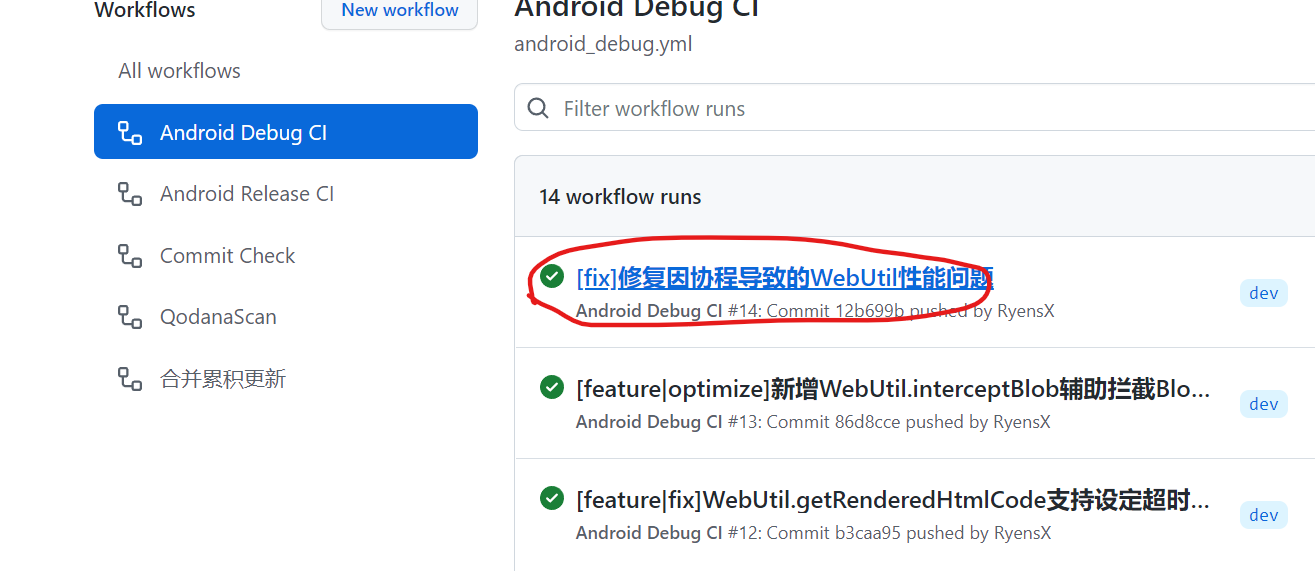 Workflows
New workflow
All workflows
Android Debug CI
Android Release CI
Commit Check
QodanaScan
合并累积更新
Android Debug CI
android_debug.yml
Filter workflow runs
14 workflow runs
[fix]修复因协程导致的WebUtil性能问题
Android Debug CI #14: Commit 12b699b pushed by RyensX
dev
[feature|optimize]新增WebUtil.interceptBlob辅助拦截Blo...
Android Debug CI #13: Commit 86d8cce pushed by RyensX
dev
[feature|fix]WebUtil.getRenderedHtmlCode支持设定超时...
Android Debug CI #12: Commit b3caa95 pushed by RyensX
dev